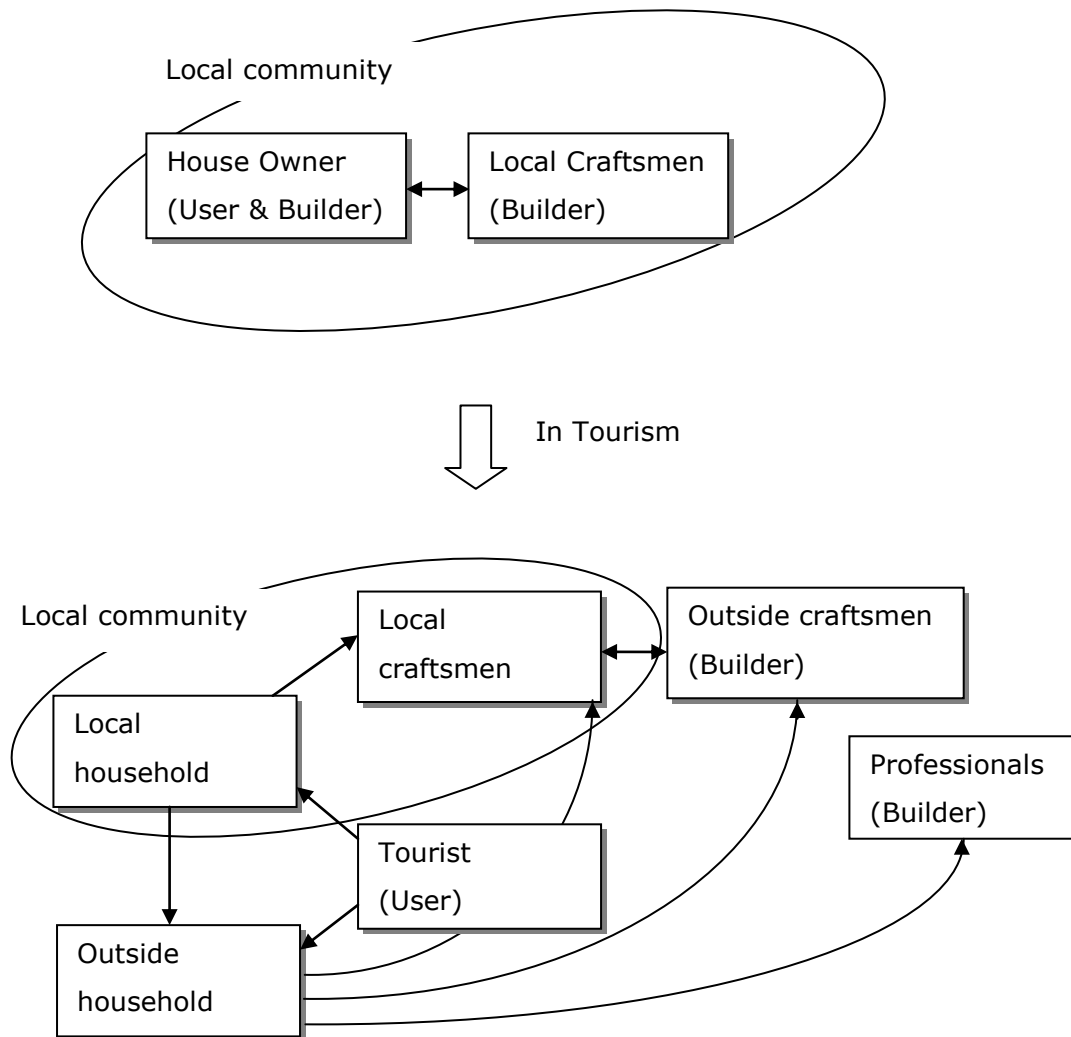 Local community
House Owner
(User & Builder)
Local Craftsmen
(Builder)
In Tourism
Local community
Local
craftsmen
Outside craftsmen
(Builder)
Local
household
Professionals
(Builder)
Tourist
(User)
Outside
household